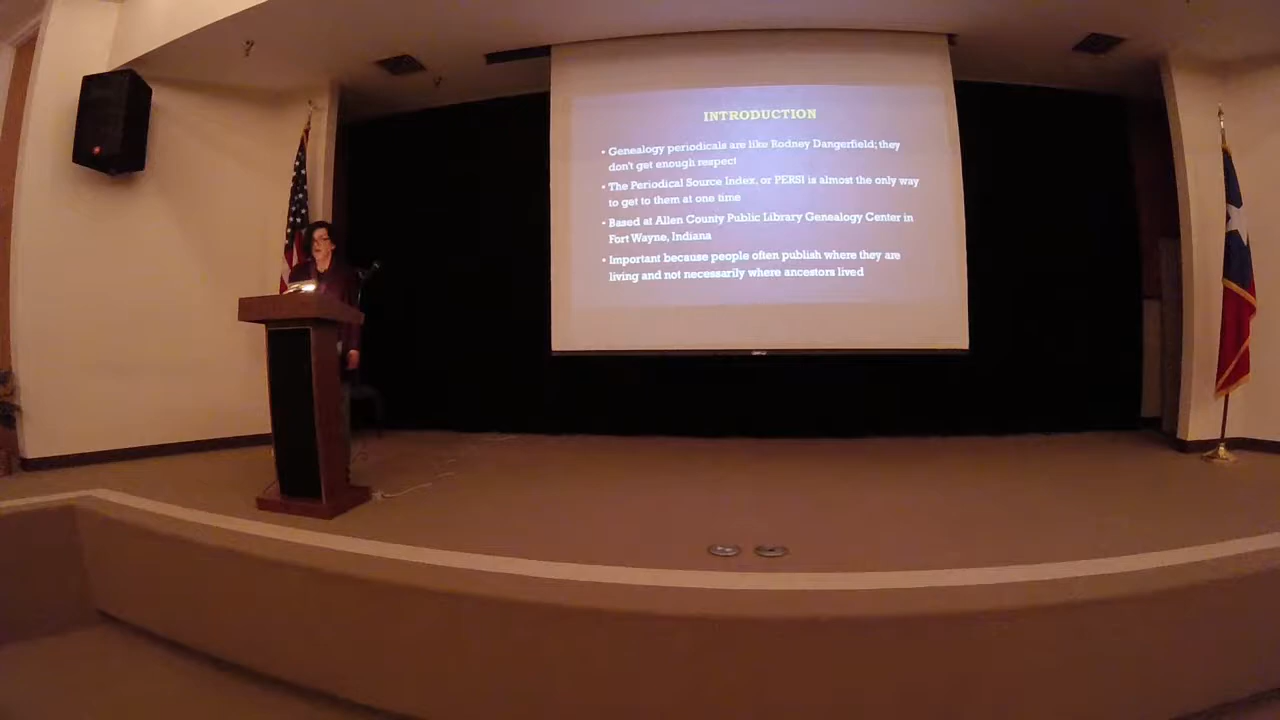 INTRODUCTION
• Genealogy periodicals are like Rodney Dangerfield; they
don't get enough respect
• The Periodical Source Index, or PERSI is almost the only way
to get to them at one time
• Based at Allen County Public Library Genealogy Center in
Fort Wayne, Indiana
• Important because people often publish where they are
living and not necessarily where ancestors lived